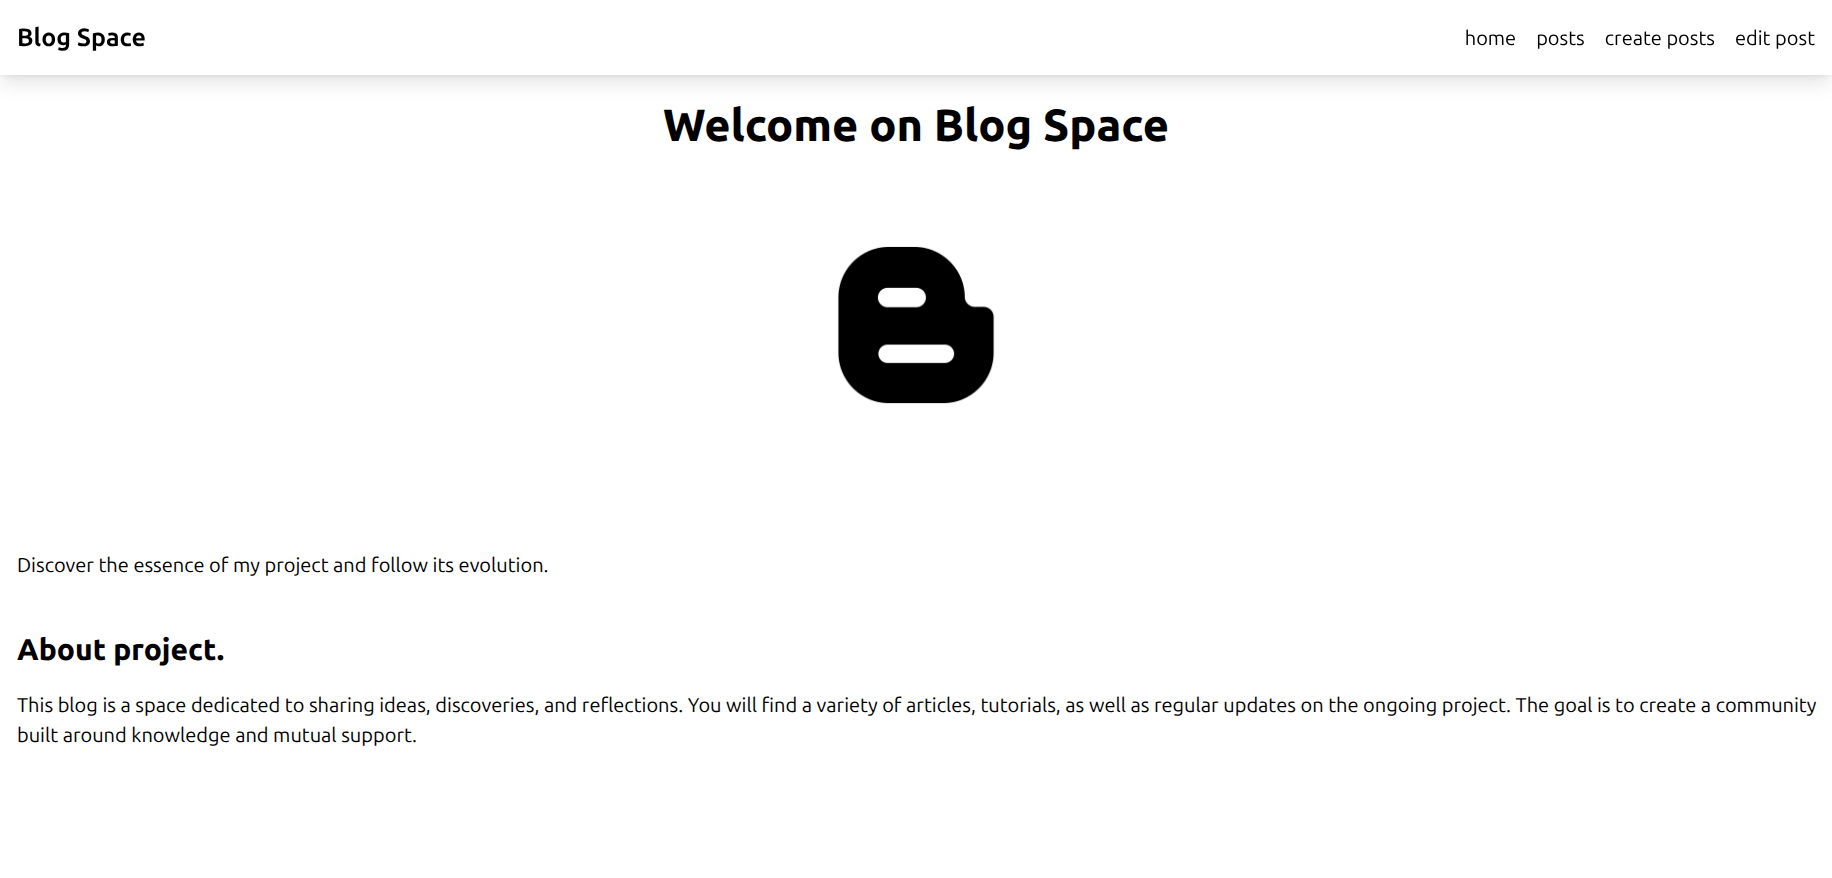 Blog Space
home posts create posts edit post
Welcome on Blog Space
Discover the essence of my project and follow its evolution.
About project.
This blog is a space dedicated to sharing ideas, discoveries, and reflections. You will find a variety of articles, tutorials, as well as regular updates on the ongoing project. The goal is to create a community
built around knowledge and mutual support.